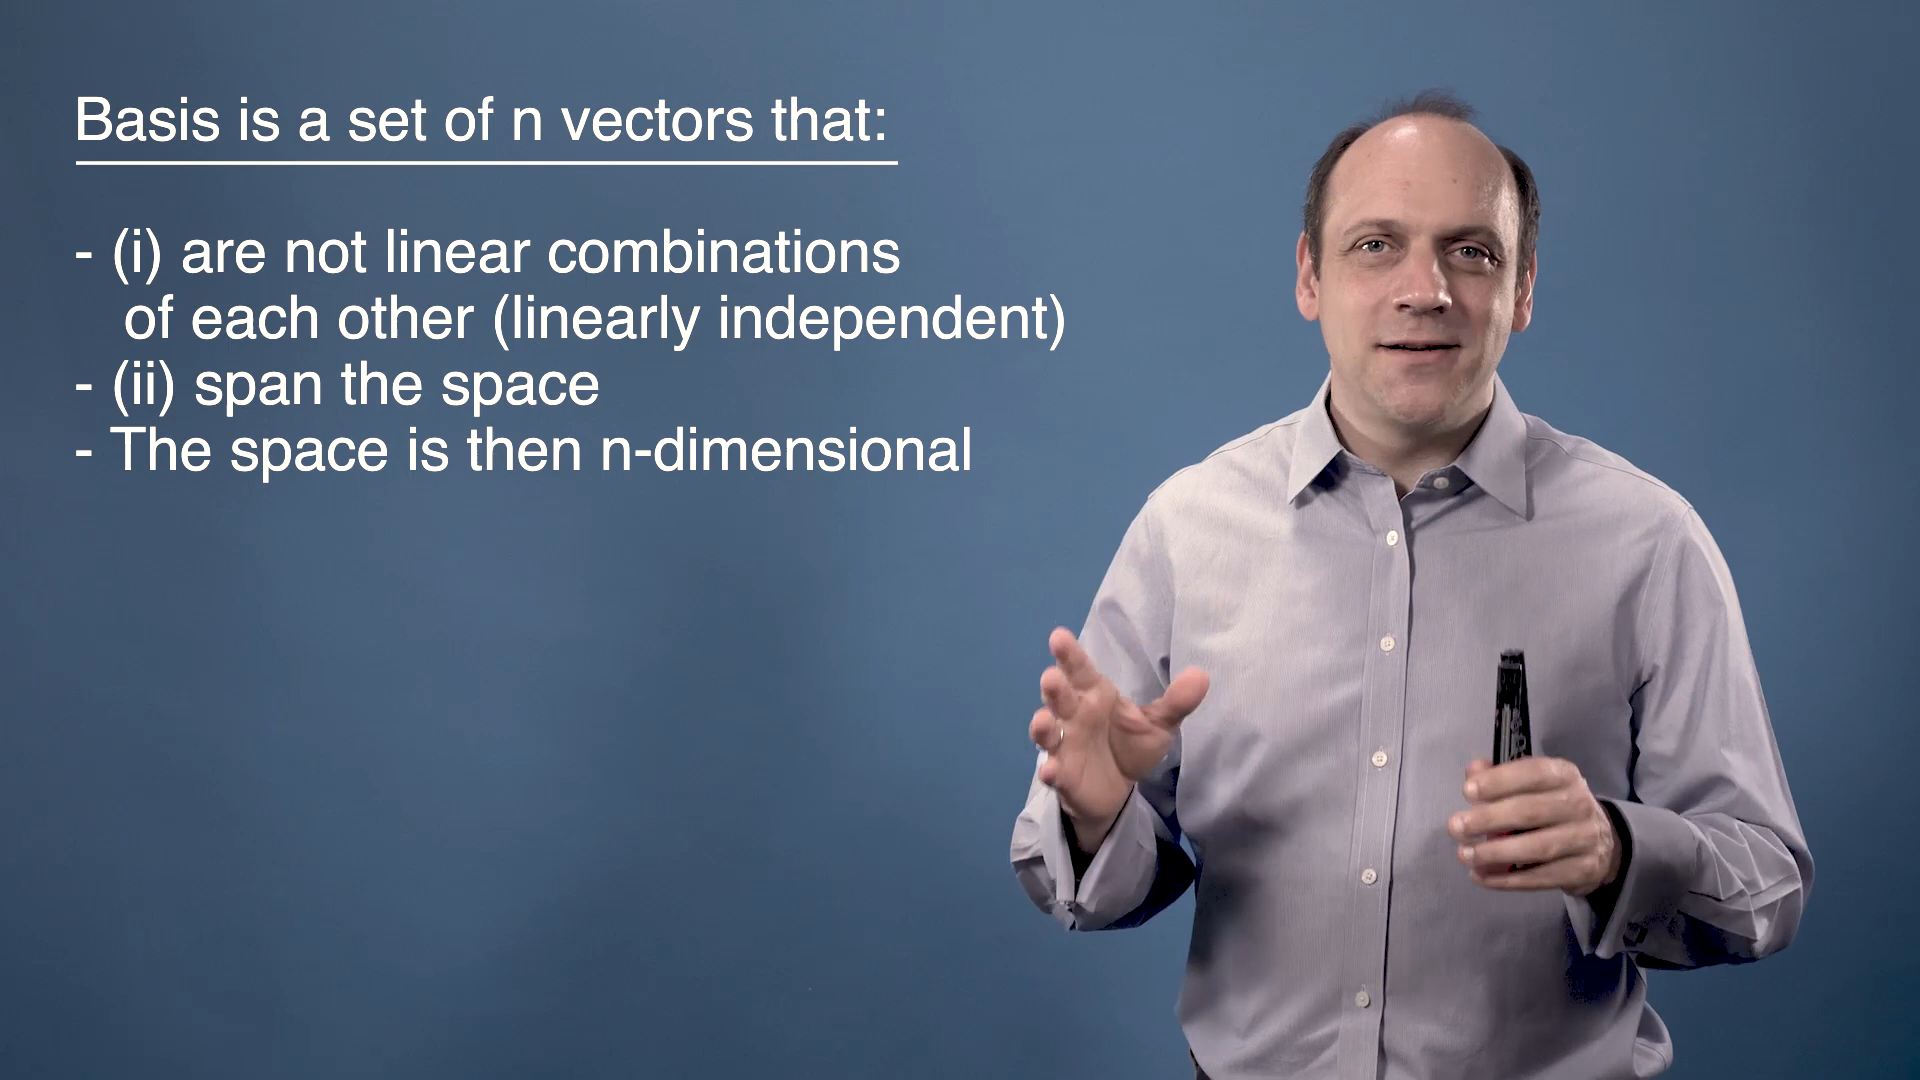 Basis is a set of n vectors that:
- (i) are not linear combinations
of each other (linearly independent)
- (ii) span the space
- The space is then n-dimensional